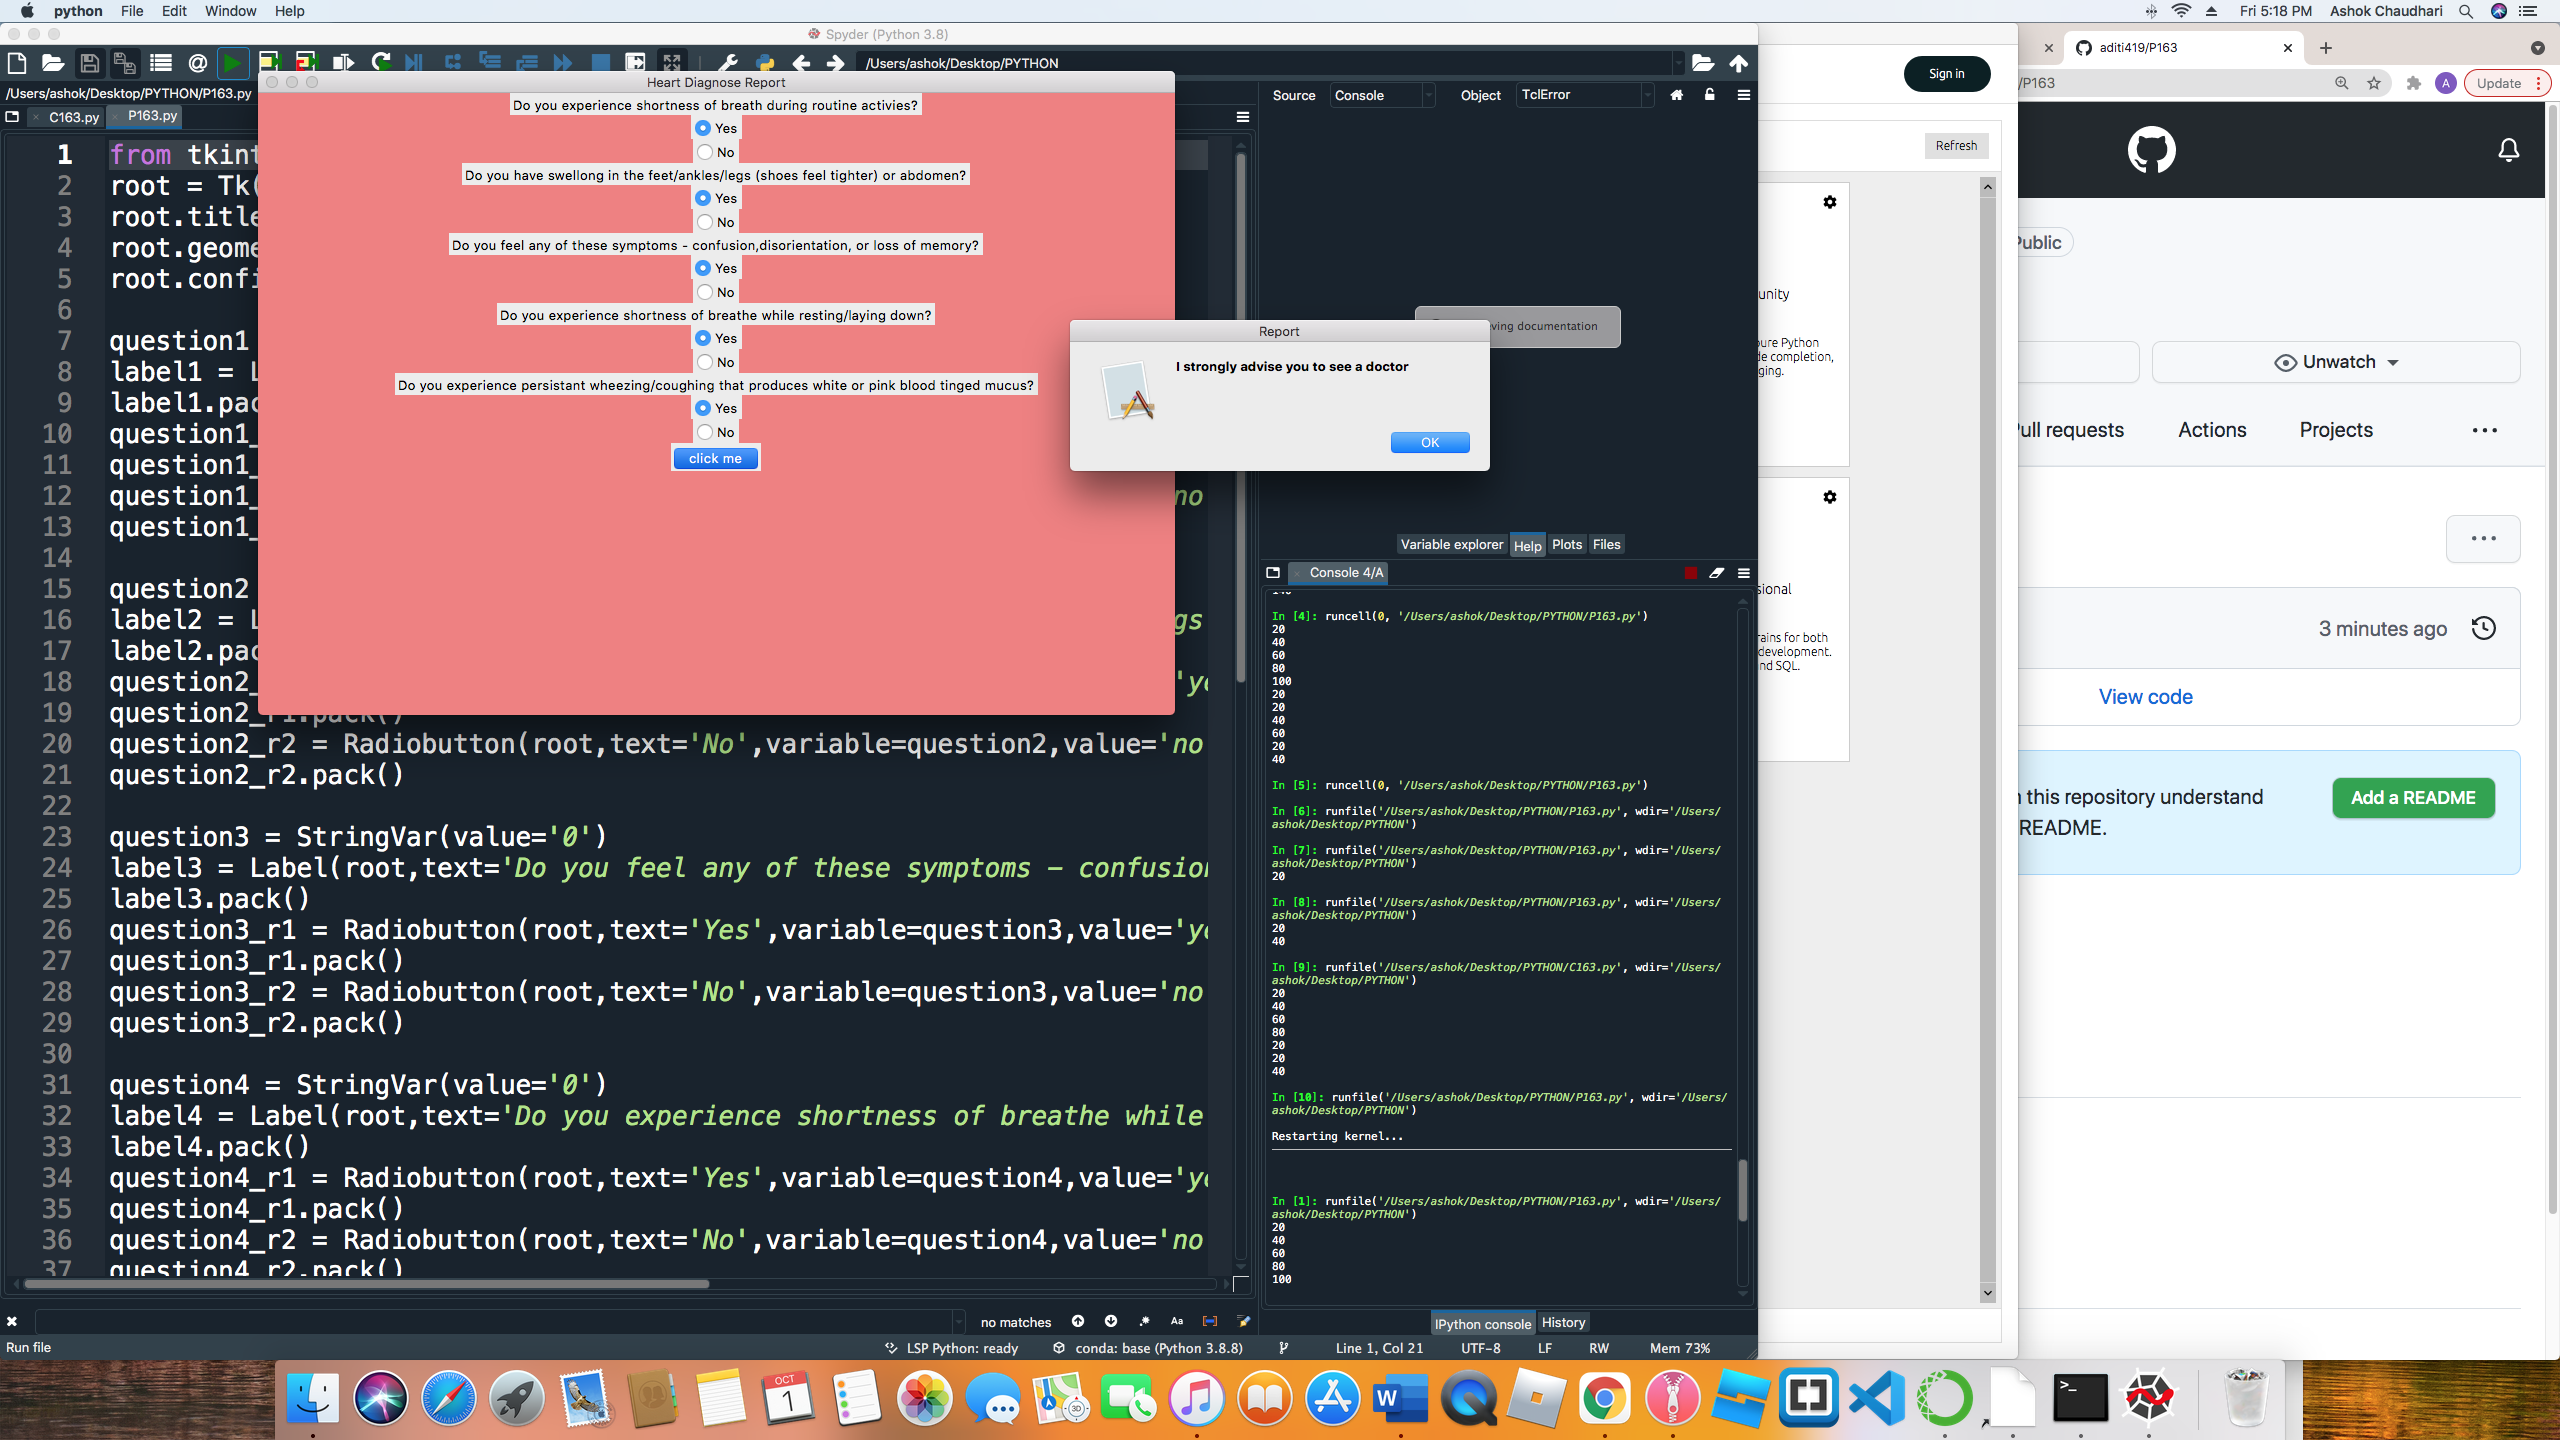 python File Edit Window Help
Fri 5:18 PM Ashok Chaudhari
Spyder (Python 3.8)
/Users/ashok/Desktop/PYTHON
/Users/ashok/Desktop/PYTHON/P163.py
C163.py P163.py
1 from tkint
2 root = Tk(
3 root.title
4 root.geome
5 root.confi
6
7 question1
8 label1 = L
9 label1.pac
10 question1_
11 question1_
12 question1_ no
13 question1_
14
15 question2
16 label2 = L gs
17 label2.pac
18 question2_ 'ye
19 question2_r1.pack()
20 question2_r2 = Radiobutton(root,text='No',variable=question2,value='no
21 question2_r2.pack()
22
23 question3 = StringVar(value='0')
24 label3 = Label(root,text='Do you feel any of these symptoms - confusion
25 label3.pack()
26 question3_r1 = Radiobutton(root,text='Yes',variable=question3,value='ye
27 question3_r1.pack()
28 question3_r2 = Radiobutton(root,text='No',variable=question3,value='no
29 question3_r2.pack()
30
31 question4 = StringVar(value='0')
32 label4 = Label(root,text='Do you experience shortness of breathe while
33 label4.pack()
34 question4_r1 = Radiobutton(root,text='Yes',variable=question4,value='ye
35 question4_r1.pack()
36 question4_r2 = Radiobutton(root,text='No',variable=question4,value='no
37 question4_r2.pack()
no matches Aa
Run file
LSP Python: ready conda: base (Python 3.8.8) Line 1, Col 21 UTF-8 LF RW Mem 73%
Heart Diagnose Report
Do you experience shortness of breath during routine activies?
Yes
No
Do you have swellong in the feet/ankles/legs (shoes feel tighter) or abdomen?
Yes
No
Do you feel any of these symptoms - confusion,disorientation, or loss of memory?
Yes
No
Do you experience shortness of breathe while resting/laying down?
Yes
No
Do you experience persistant wheezing/coughing that produces white or pink blood tinged mucus?
Yes
No
click me
Report
I strongly advise you to see a doctor
OK
Source Console Object TclError
ving documentation
Variable explorer Help Plots Files
Console 4/A
In [4]: runcell(0, '/Users/ashok/Desktop/PYTHON/P163.py')
20
40
60
80
100
20
20
40
60
20
40
In [5]: runcell(0, '/Users/ashok/Desktop/PYTHON/P163.py')
In [6]: runfile('/Users/ashok/Desktop/PYTHON/P163.py', wdir='/Users/
ashok/Desktop/PYTHON')
In [7]: runfile('/Users/ashok/Desktop/PYTHON/P163.py', wdir='/Users/
ashok/Desktop/PYTHON')
20
In [8]: runfile('/Users/ashok/Desktop/PYTHON/P163.py', wdir='/Users/
ashok/Desktop/PYTHON')
20
40
In [9]: runfile('/Users/ashok/Desktop/PYTHON/C163.py', wdir='/Users/
ashok/Desktop/PYTHON')
20
40
60
80
20
20
40
In [10]: runfile('/Users/ashok/Desktop/PYTHON/P163.py', wdir='/Users/
ashok/Desktop/PYTHON')
Restarting kernel...
In [1]: runfile('/Users/ashok/Desktop/PYTHON/P163.py', wdir='/Users/
ashok/Desktop/PYTHON')
20
40
60
80
100
IPython console History
Sign in
Refresh
unity
pure Python
de completion,
ging.
sional
rains for both
development.
nd SQL.
aditi419/P163
/P163
A Update
Public
Unwatch
Pull requests Actions Projects
3 minutes ago
View code
n this repository understand
README.
Add a README
OCT
1
3D
W
>_